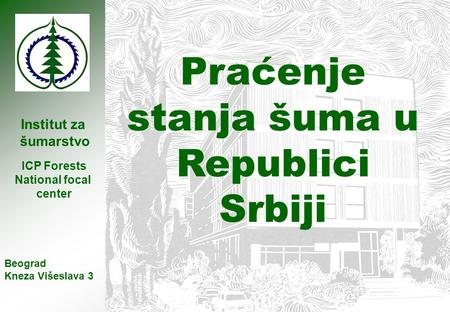 Institut za
šumarstvo
ICP Forests
National focal
center
Beograd
Kneza Višeslava 3
Praćenje
stanja šuma u
Republici
Srbiji